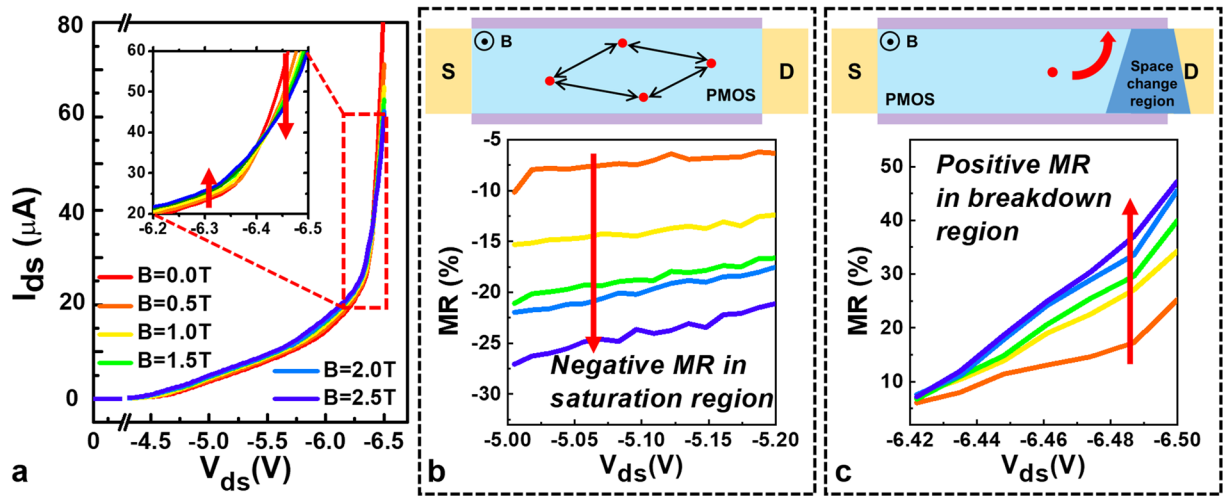 80
60
40
20
0
I_ds (μA)
60
50
40
30
20
-6.2
-6.3
-6.4
-6.5
B=0.0T
B=0.5T
B=1.0T
B=1.5T
B=2.0T
B=2.5T
0
-4.5
-5.0
-5.5
-6.0
-6.5
V_ds(V)
a
B
S
D
PMOS
-5
-10
-15
-20
-25
-30
MR (%)
Negative MR in
saturation region
-5.00
-5.05
-5.10
-5.15
-5.20
V_ds(V)
b
B
S
D
PMOS
Space
change
region
50
40
30
20
10
MR (%)
Positive MR
in breakdown
region
-6.42
-6.44
-6.46
-6.48
-6.50
V_ds(V)
c